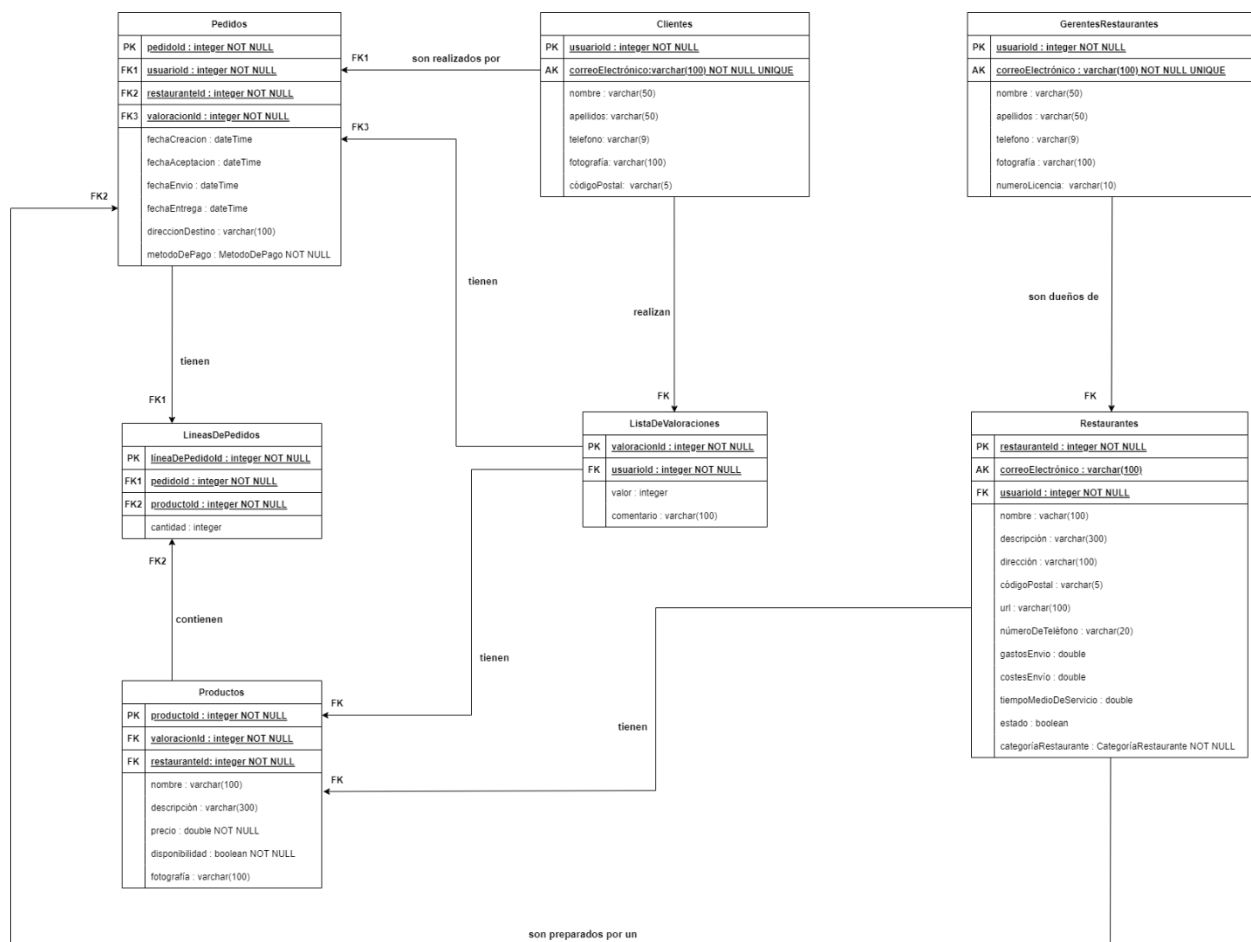 Pedidos
PK pedidoId : integer NOT NULL
FK1 usuarioId : integer NOT NULL
FK2 restauranteId : integer NOT NULL
FK3 valoracionId : integer NOT NULL
fechaCreacion : dateTime
fechaAceptacion : dateTime
fechaEnvio : dateTime
fechaEntrega : dateTime
direccionDestino : varchar(100)
metodoDePago : MetodoDePago NOT NULL
FK1
son realizados por
FK3
FK2
Clientes
PK usuarioId : integer NOT NULL
AK correoElectrónico:varchar(100) NOT NULL UNIQUE
nombre : varchar(50)
apellidos: varchar(50)
telefono: varchar(9)
fotografía: varchar(100)
códigoPostal: varchar(5)
GerentesRestaurantes
PK usuarioId : integer NOT NULL
AK correoElectrónico : varchar(100) NOT NULL UNIQUE
nombre : varchar(50)
apellidos : varchar(50)
telefono : varchar(9)
fotografía : varchar(100)
numeroLicencia: varchar(10)
tienen
realizan
son dueños de
tienen
FK1
FK
FK
LineasDePedidos
PK líneaDePedidoId : integer NOT NULL
FK1 pedidoId : integer NOT NULL
FK2 productoId : integer NOT NULL
cantidad : integer
FK2
contienen
ListaDeValoraciones
PK valoracionId : integer NOT NULL
FK usuarioId : integer NOT NULL
valor : integer
comentario : varchar(100)
Restaurantes
PK restauranteId : integer NOT NULL
AK correoElectrónico : varchar(100)
FK usuarioId : integer NOT NULL
nombre : vachar(100)
descripción : varchar(300)
dirección : varchar(100)
códigoPostal : varchar(5)
url : varchar(100)
númeroDeTeléfono : varchar(20)
gastosEnvio : double
costesEnvío : double
tiempoMedioDeServicio : double
estado : boolean
categoríaRestaurante : CategoríaRestaurante NOT NULL
tienen
tienen
FK
FK
Productos
PK productoId : integer NOT NULL
FK valoracionId : integer NOT NULL
FK restauranteId: integer NOT NULL
nombre : varchar(100)
descripción : varchar(300)
precio : double NOT NULL
disponibilidad : boolean NOT NULL
fotografía : varchar(100)
son preparados por un